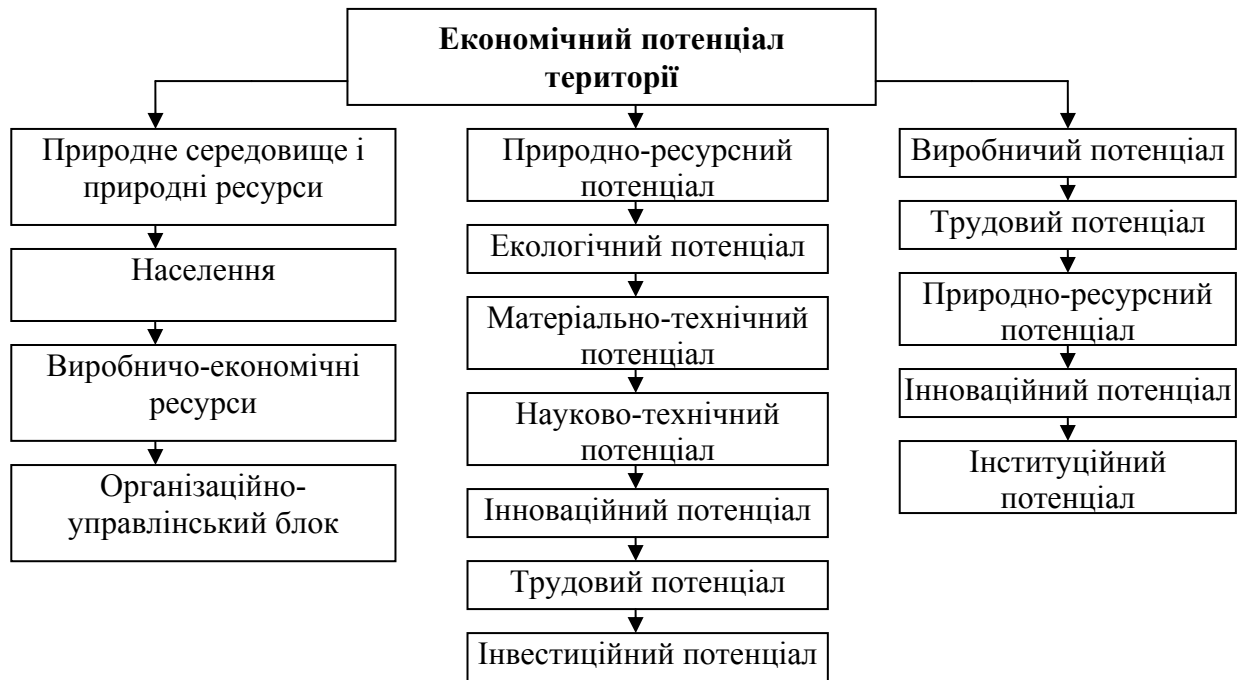 Економічний потенціал
території
Природне середовище і
природні ресурси
Населення
Виробничо-економічні
ресурси
Організаційно-
управлінський блок
Природно-ресурсний
потенціал
Екологічний потенціал
Матеріально-технічний
потенціал
Науково-технічний
потенціал
Інноваційний потенціал
Трудовий потенціал
Інвестиційний потенціал
Виробничий потенціал
Трудовий потенціал
Природно-ресурсний
потенціал
Інноваційний потенціал
Інституційний
потенціал